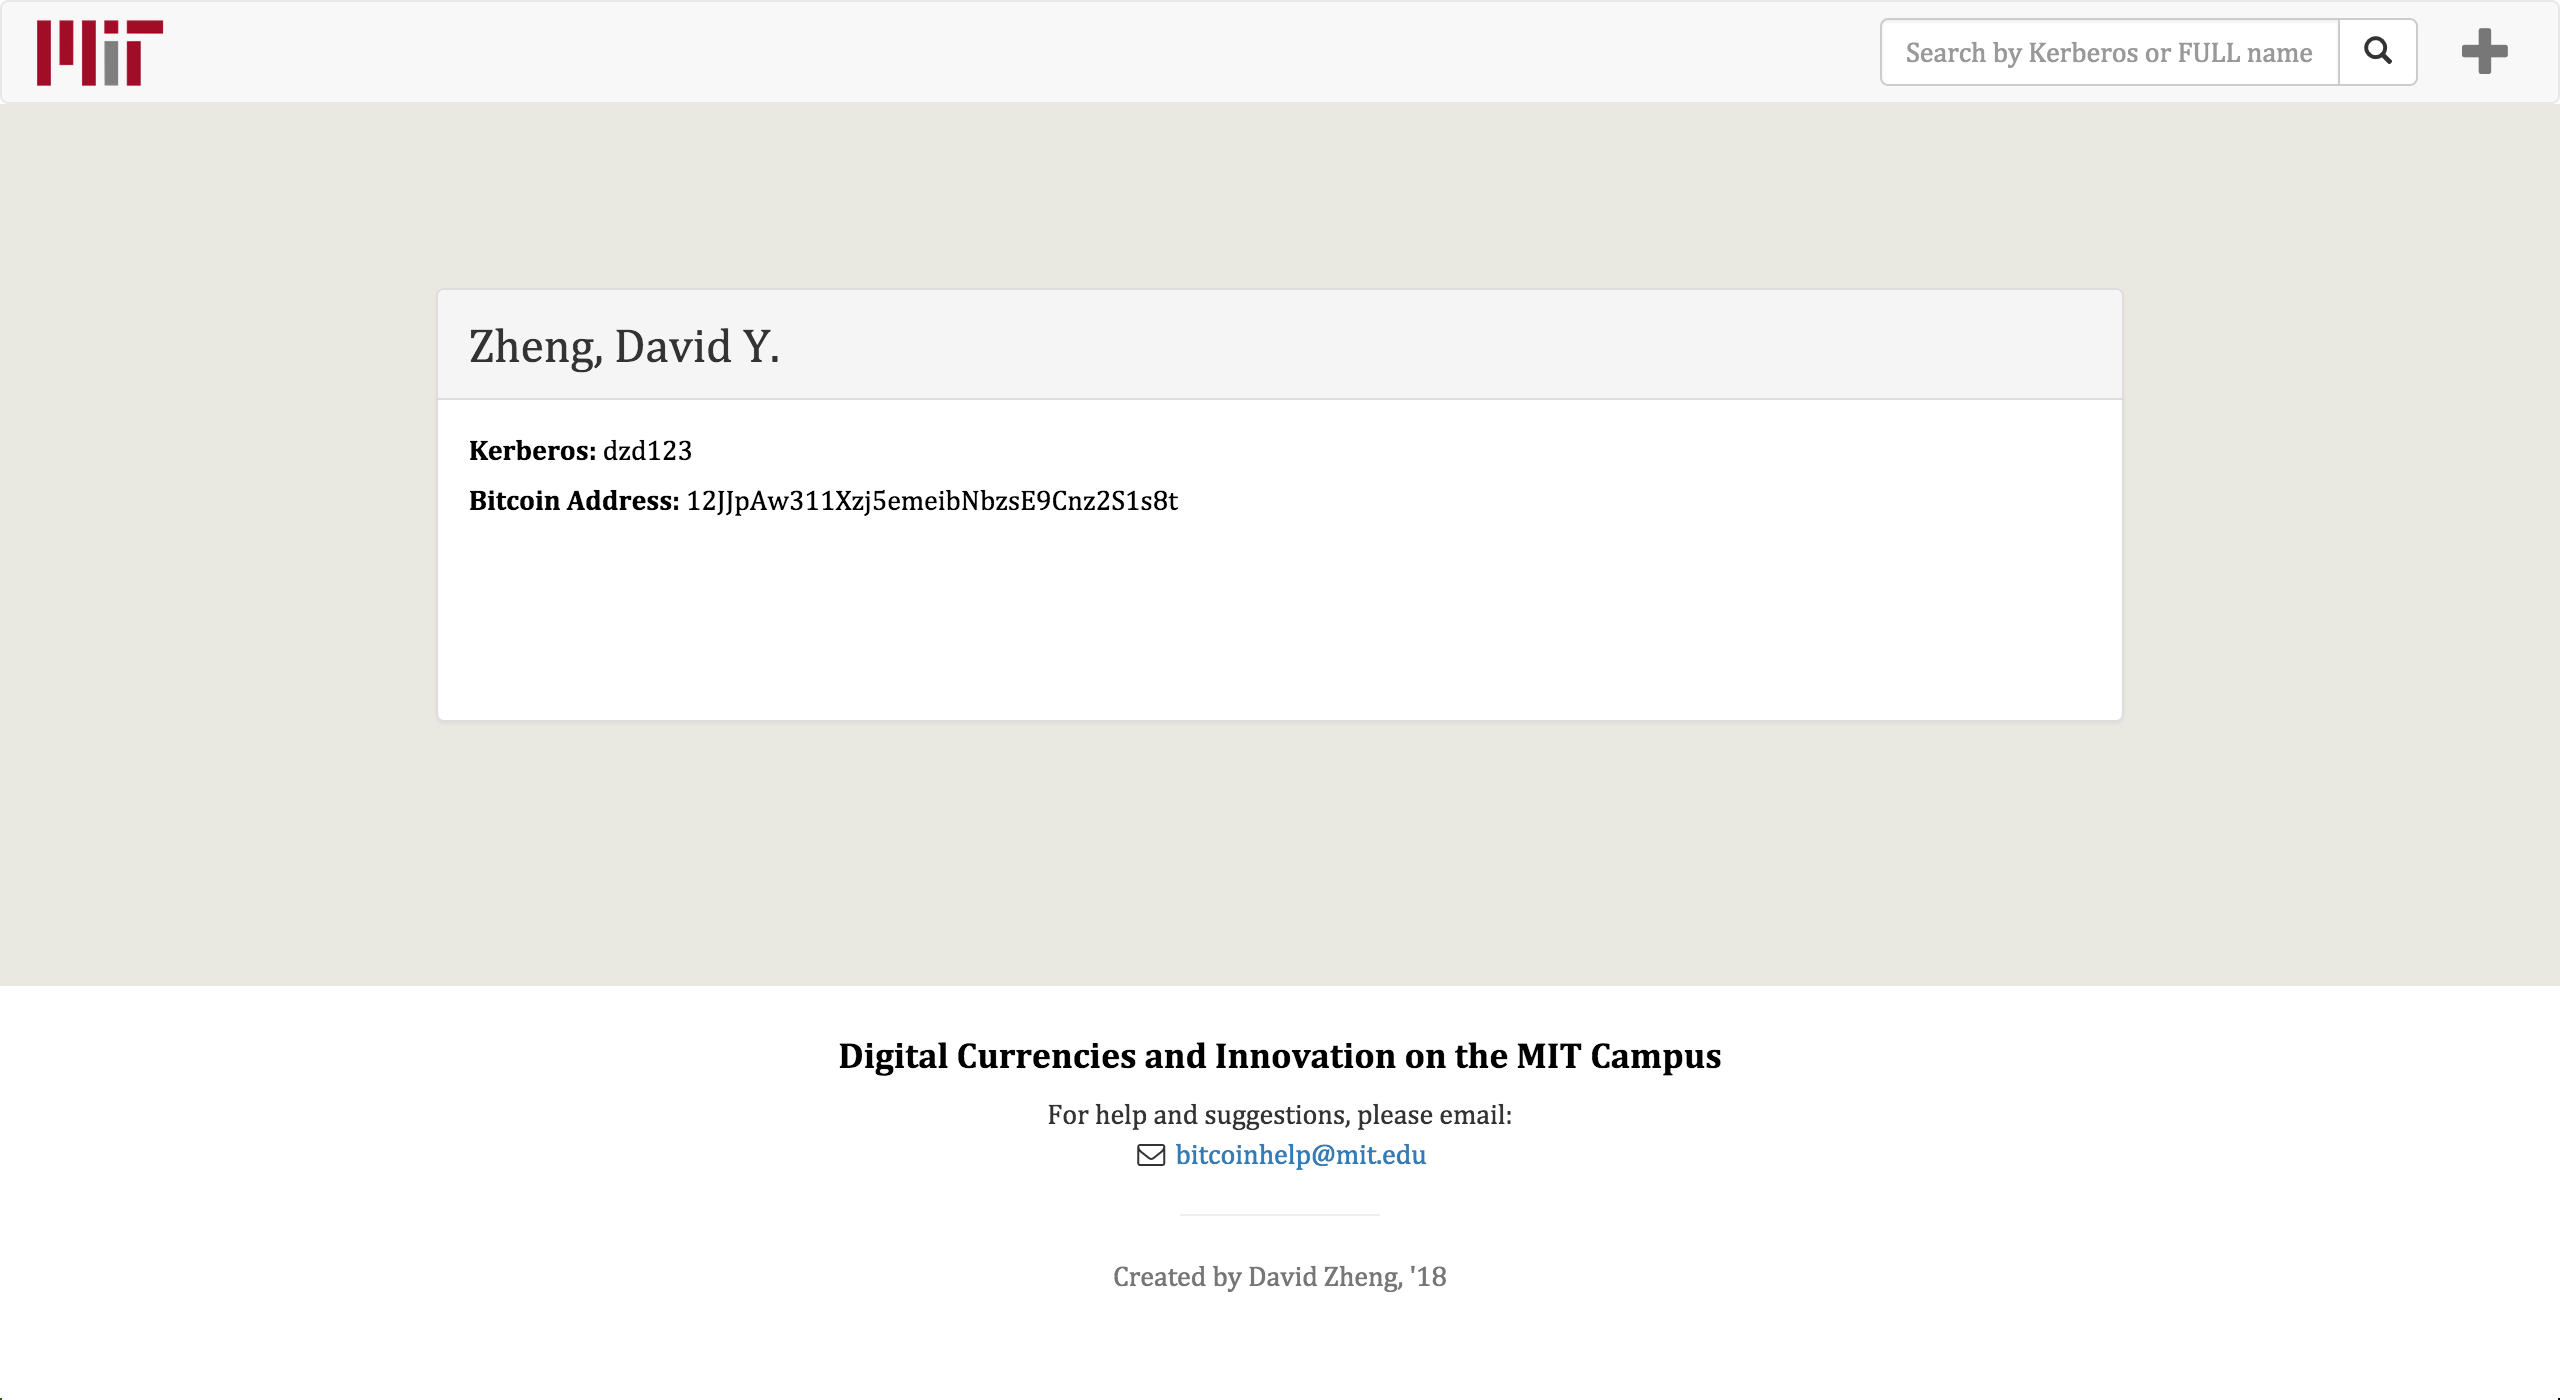 MIT
Search by Kerberos or FULL name
Zheng, David Y.
Kerberos: dzd123
Bitcoin Address: 12JJpAw311Xzj5emeibNbzsE9Cnz2S1s8t
Digital Currencies and Innovation on the MIT Campus
For help and suggestions, please email:
bitcoinhelp@mit.edu
Created by David Zheng, '18